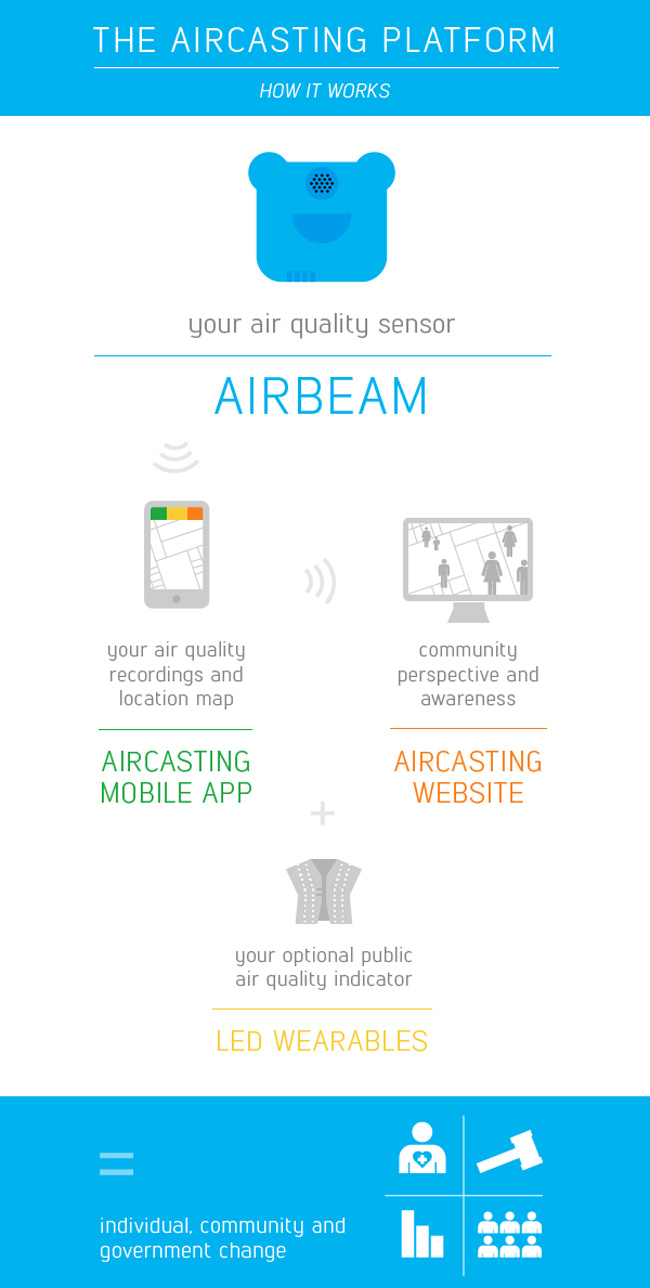 THE AIRCASTING PLATFORM
HOW IT WORKS
your air quality sensor
AIRBEAM
your air quality
recordings and
location map
AIRCASTING
MOBILE APP
community
perspective and
awareness
AIRCASTING
WEBSITE
+
your optional public
air quality indicator
LED WEARABLES
=
individual, community and
government change